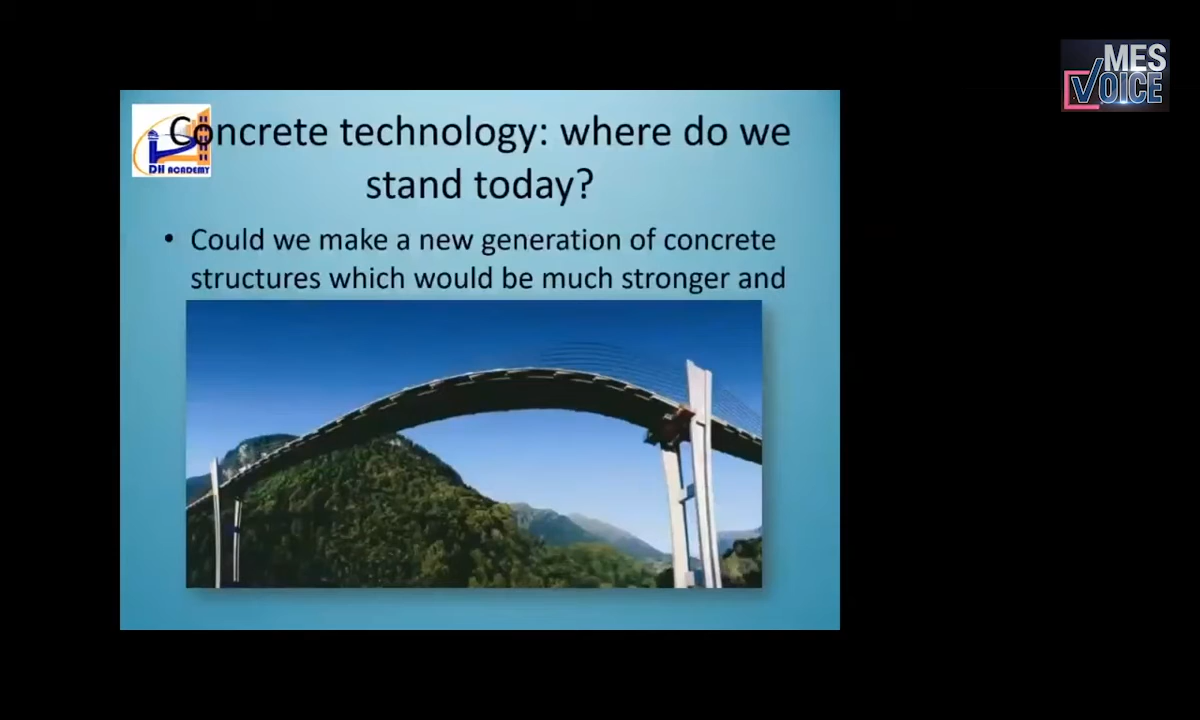 MES
VOICE
Concrete technology: where do we
stand today?
DH ACADEMY
• Could we make a new generation of concrete
structures which would be much stronger and